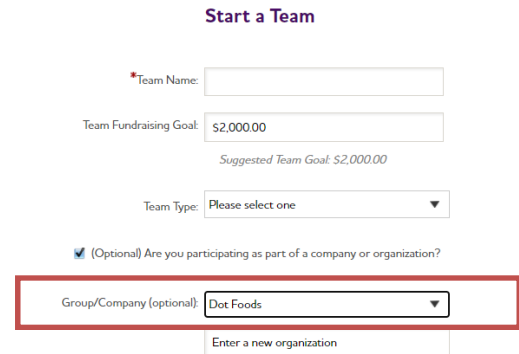 Start a Team
*Team Name:
Team Fundraising Goal: $2,000.00
Suggested Team Goal: $2,000.00
Team Type: Please select one
(Optional) Are you participating as part of a company or organization?
Group/Company (optional): Dot Foods
Enter a new organization